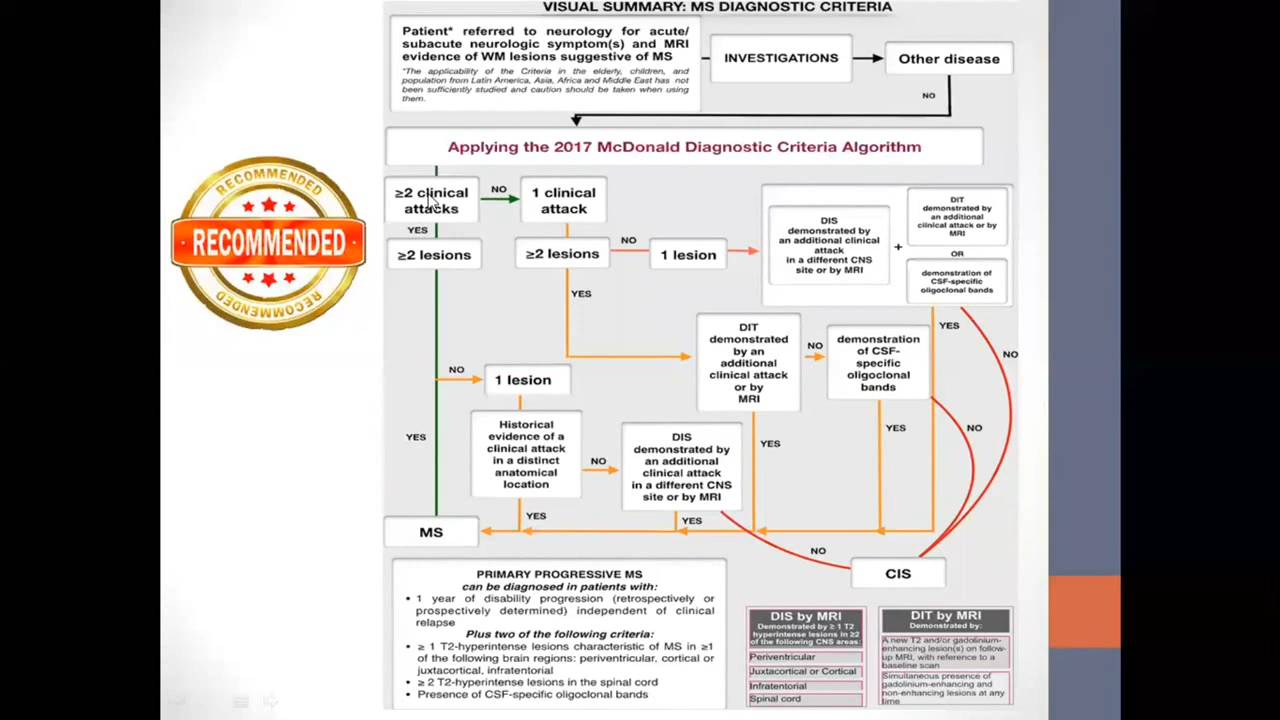 VISUAL SUMMARY: MS DIAGNOSTIC CRITERIA
Patient* referred to neurology for acute/
subacute neurologic symptom(s) and MRI
evidence of WM lesions suggestive of MS
*The applicability of the Criteria in the elderly, children, and
population from Latin America, Asia, Africa and Middle East has not
been sufficiently studied and caution should be taken when using
them.
INVESTIGATIONS
Other disease
NO
Applying the 2017 McDonald Diagnostic Criteria Algorithm
RECOMMENDED
RECOMMENDED
RECOMMENDED
≥2 clinical
attacks
NO
1 clinical
attack
YES
≥2 lesions
≥2 lesions
NO
1 lesion
DIS
demonstrated by
an additional clinical
attack
in a different CNS
site or by MRI
+
DIT
demonstrated by
an additional clinical
attack or by
MRI
OR
demonstration of
CSF-specific
oligoclonal bands
YES
YES
NO
DIT
demonstrated
by an
additional
clinical attack
or by
MRI
NO
demonstration
of CSF-
specific
oligoclonal
bands
NO
1 lesion
YES
Historical
evidence of a
clinical attack
in a distinct
anatomical
location
NO
DIS
demonstrated by
an additional
clinical attack
in a different CNS
site or by MRI
YES
YES
NO
YES
YES
MS
NO
CIS
PRIMARY PROGRESSIVE MS
can be diagnosed in patients with:
• 1 year of disability progression (retrospectively or
prospectively determined) independent of clinical
relapse
Plus two of the following criteria:
• ≥ 1 T2-hyperintense lesions characteristic of MS in ≥1
of the following brain regions: periventricular, cortical or
juxtacortical, infratentorial
• ≥ 2 T2-hyperintense lesions in the spinal cord
• Presence of CSF-specific oligoclonal bands
DIS by MRI
Demonstrated by ≥ 1 T2
hyperintense lesions in ≥2
of the following CNS areas:
Periventricular
Juxtacortical or Cortical
Infratentorial
Spinal cord
DIT by MRI
Demonstrated by:
A new T2 and/or gadolinium-
enhancing lesion(s) on follow-
up MRI, with reference to a
baseline scan
Simultaneous presence of
gadolinium-enhancing and
non-enhancing lesions at any
time